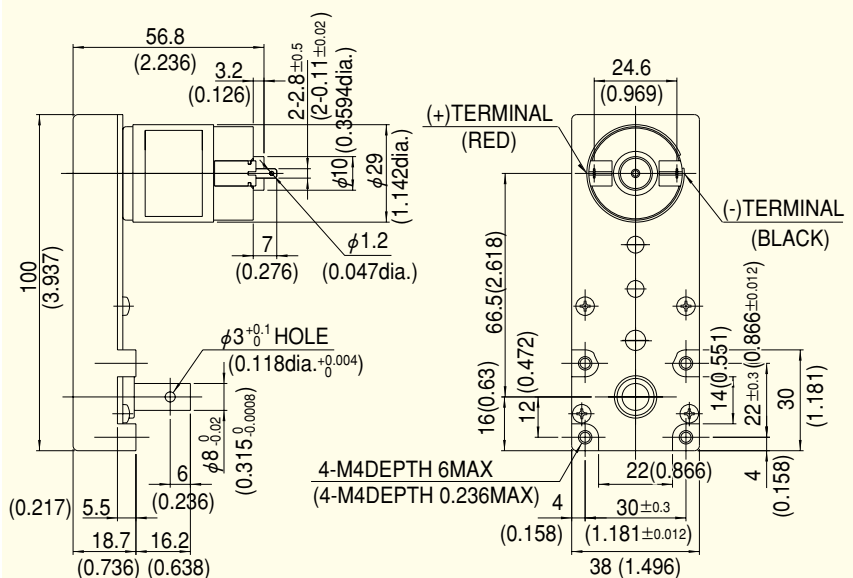 56.8
(2.236)
3.2
(0.126)
2-2.8±0.5
(2-0.11±0.02)
φ10(0.3594dia.)
φ29
(1.142dia.)
7
(0.276)
φ1.2
(0.047dia.)
100
(3.937)
φ3 +0.1 0 HOLE
(0.118dia. +0.004 0)
φ8 0 -0.02
(0.315 0 -0.0008)
6
(0.236)
5.5
(0.217)
18.7
(0.736)
16.2
(0.638)
24.6
(0.969)
(+)TERMINAL
(RED)
(-)TERMINAL
(BLACK)
66.5(2.618)
16(0.63)
12
(0.472)
14(0.551)
22±0.3
(0.866±0.012)
30
(1.181)
4
(0.158)
22(0.866)
4-M4DEPTH 6MAX
(4-M4DEPTH 0.236MAX)
4
(0.158)
30±0.3
(1.181±0.012)
38 (1.496)